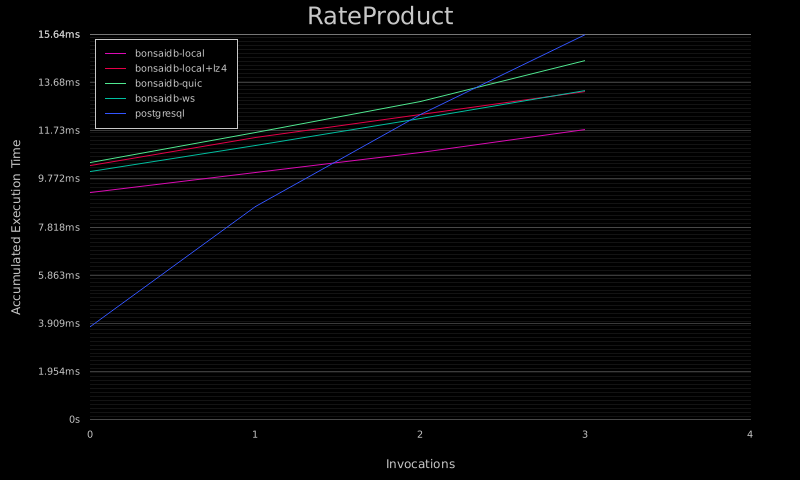 RateProduct
15.64ms
13.68ms
11.73ms
9.772ms
7.818ms
5.863ms
3.909ms
1.954ms
0s
bonsaidb-local
bonsaidb-local+lz4
bonsaidb-quic
bonsaidb-ws
postgresql
Accumulated Execution Time
0 1 2 3 4
Invocations